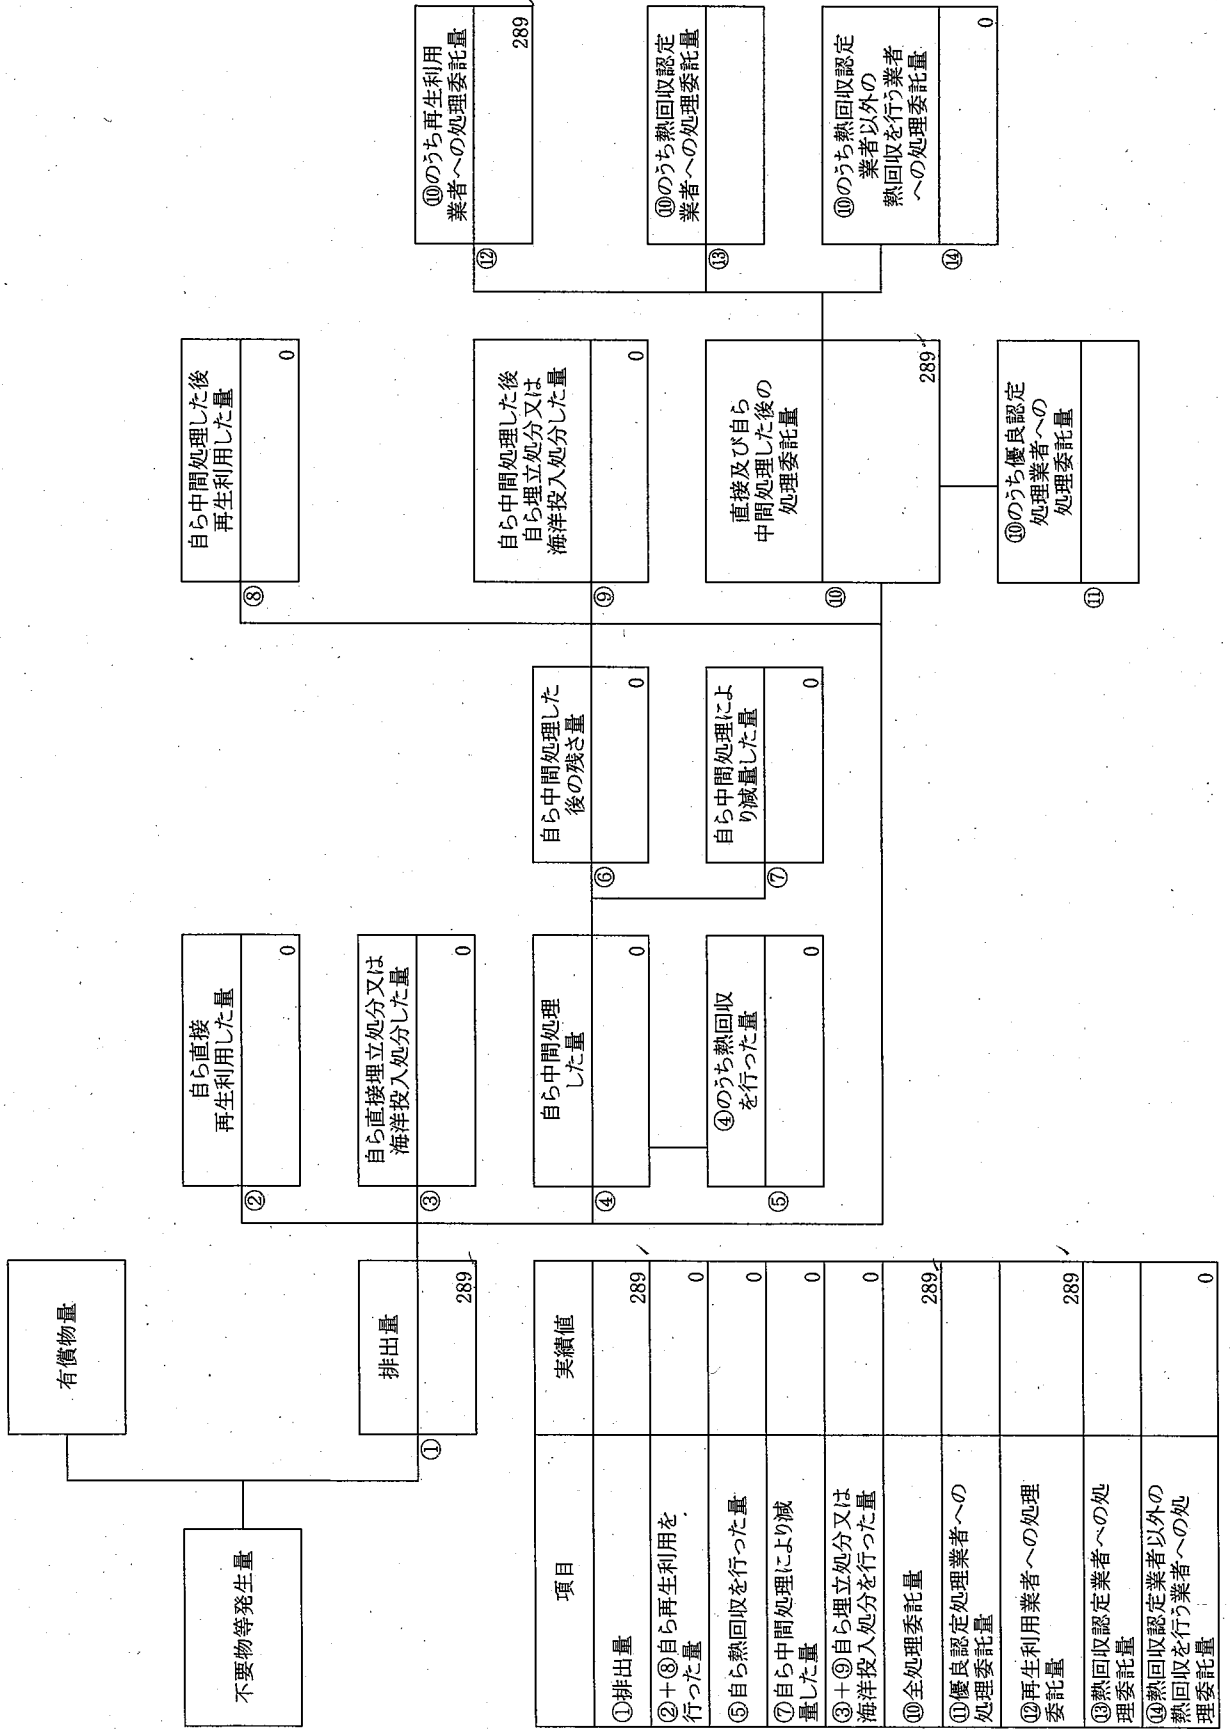 不要物等発生量
有償物量
排出量
①
289
自ら直接
再生利用した量
②
0
自ら直接埋立処分又は
海洋投入処分した量
③
0
自ら中間処理
した量
④
0
④のうち熱回収
を行った量
⑤
0
自ら中間処理した
後の残さ量
⑥
0
自ら中間処理によ
り減量した量
⑦
0
自ら中間処理した後
再生利用した量
⑧
0
自ら中間処理した後
自ら埋立処分又は
海洋投入処分した量
⑨
0
直接及び自ら
中間処理した後の
処理委託量
⑩
289
⑩のうち優良認定
処理業者への
処理委託量
⑪
⑩のうち再生利用
業者への処理委託量
⑫
289
⑩のうち熱回収認定
業者への処理委託量
⑬
⑩のうち熱回収認定
業者以外の
熱回収を行う業者
への処理委託量
⑭
0
項目
実績値
①排出量
289
②+⑧自ら再生利用を
行った量
0
⑤自ら熱回収を行った量
0
⑦自ら中間処理により減
量した量
0
③+⑨自ら埋立処分又は
海洋投入処分を行った量
0
⑩全処理委託量
289
⑪優良認定処理業者への
処理委託量
⑫再生利用業者への処理
委託量
289
⑬熱回収認定業者への処
理委託量
⑭熱回収認定業者以外の
熱回収を行う業者への処
理委託量
0